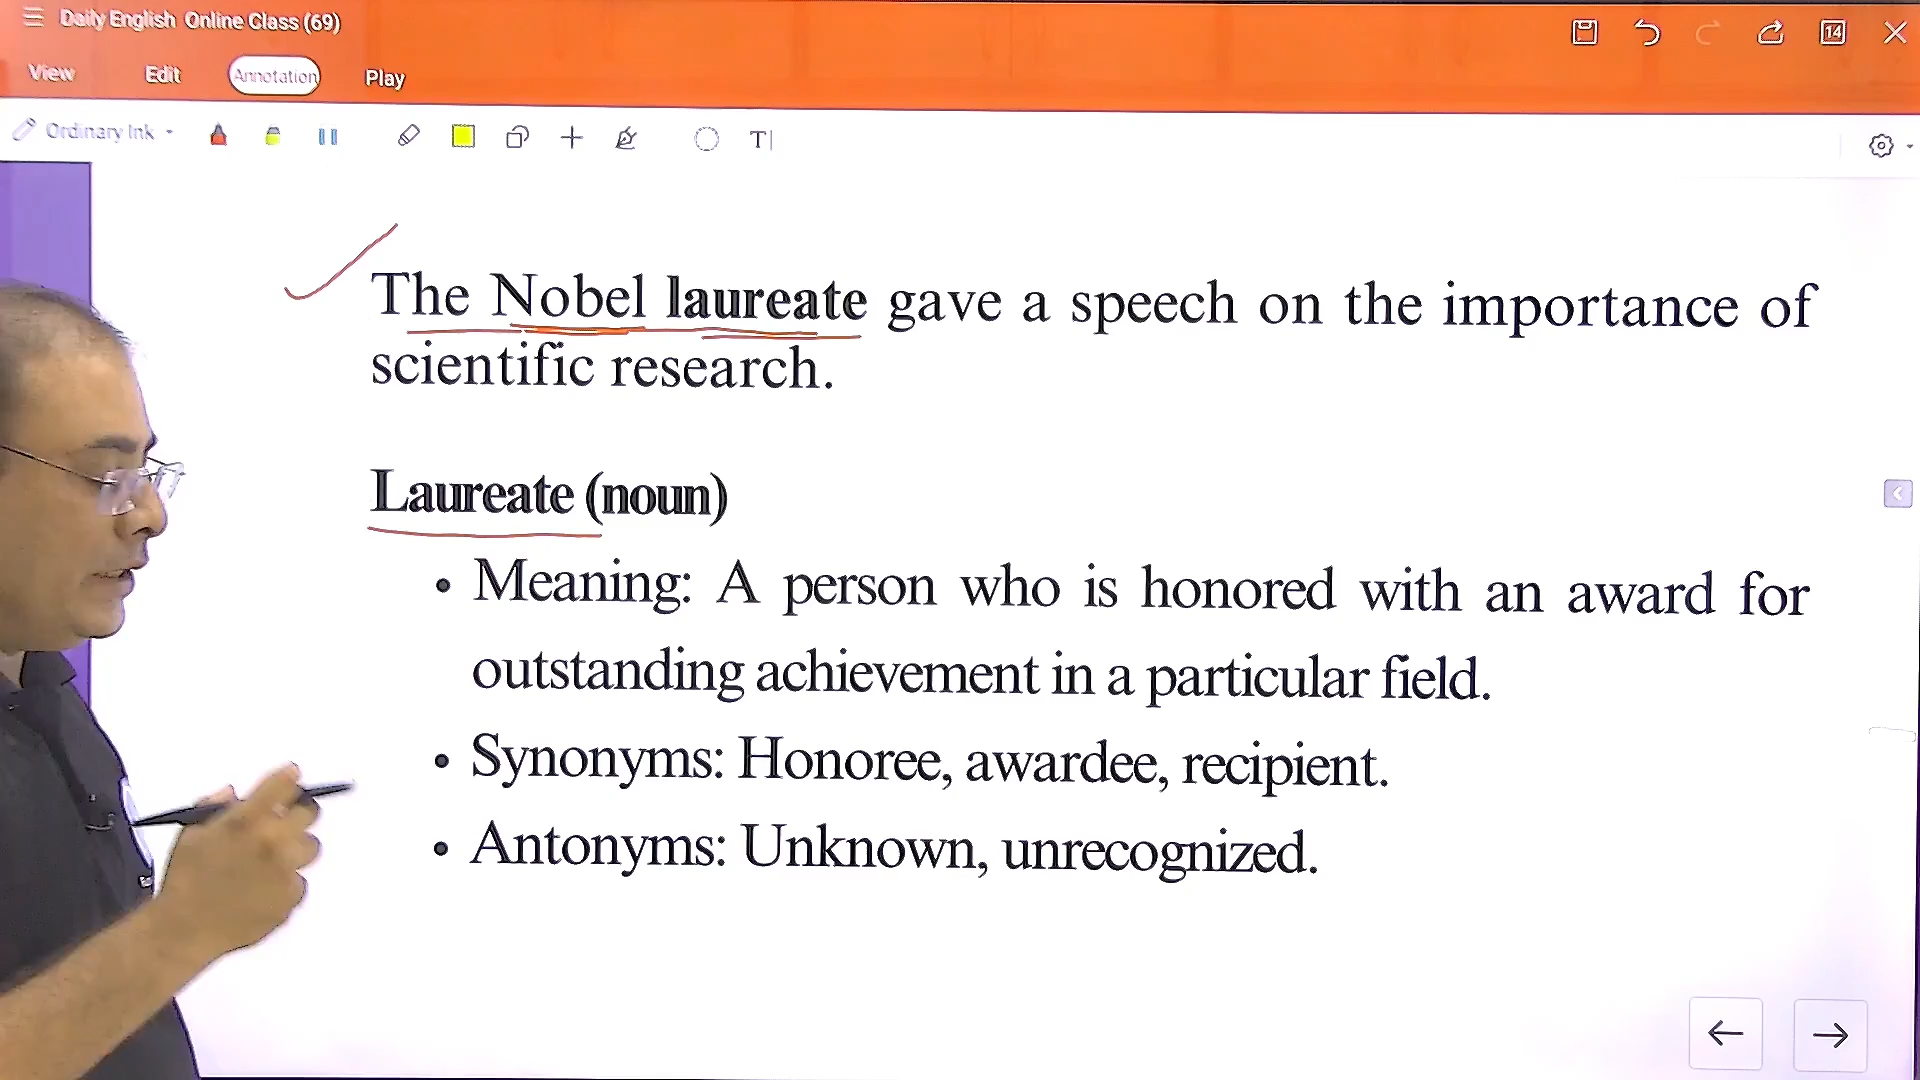 Daily English Online Class (69)
14
View Edit Annotation Play
Ordinary Ink
T
The Nobel laureate gave a speech on the importance of
scientific research.
Laureate (noun)
• Meaning: A person who is honored with an award for
outstanding achievement in a particular field.
• Synonyms: Honoree, awardee, recipient.
• Antonyms: Unknown, unrecognized.